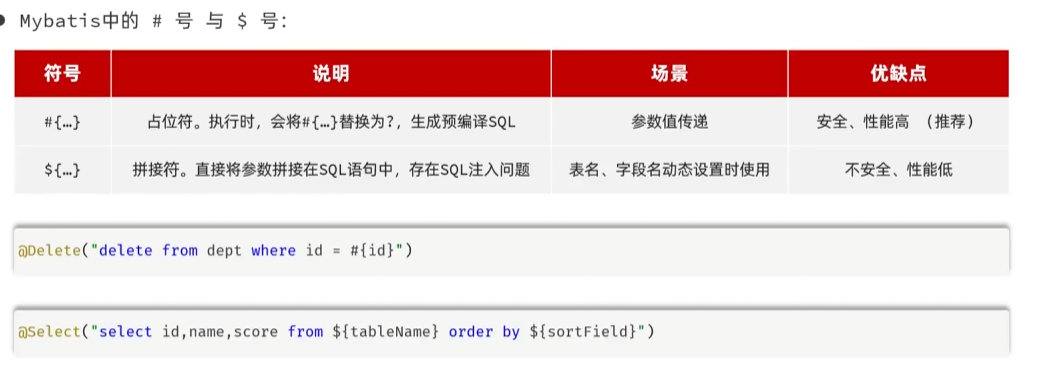 ● Mybatis中的 # 号 与 $ 号:
符号 说明 场景 优缺点
#{…} 占位符。执行时，会将#{…}替换为?，生成预编译SQL 参数值传递 安全、性能高 （推荐）
${…} 拼接符。直接将参数拼接在SQL语句中，存在SQL注入问题 表名、字段名动态设置时使用 不安全、性能低
@Delete("delete from dept where id = #{id}")
@Select("select id,name,score from ${tableName} order by ${sortField}")